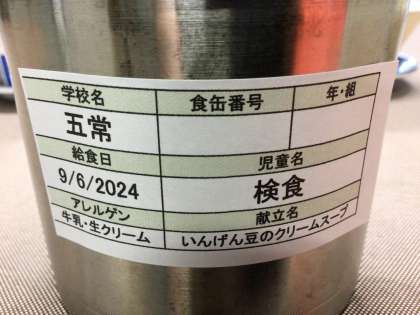 学校名 食缶番号 年・組
五常
給食日 児童名
9/6/2024 検食
アレルゲン 献立名
牛乳・生クリーム いんげん豆のクリームスープ